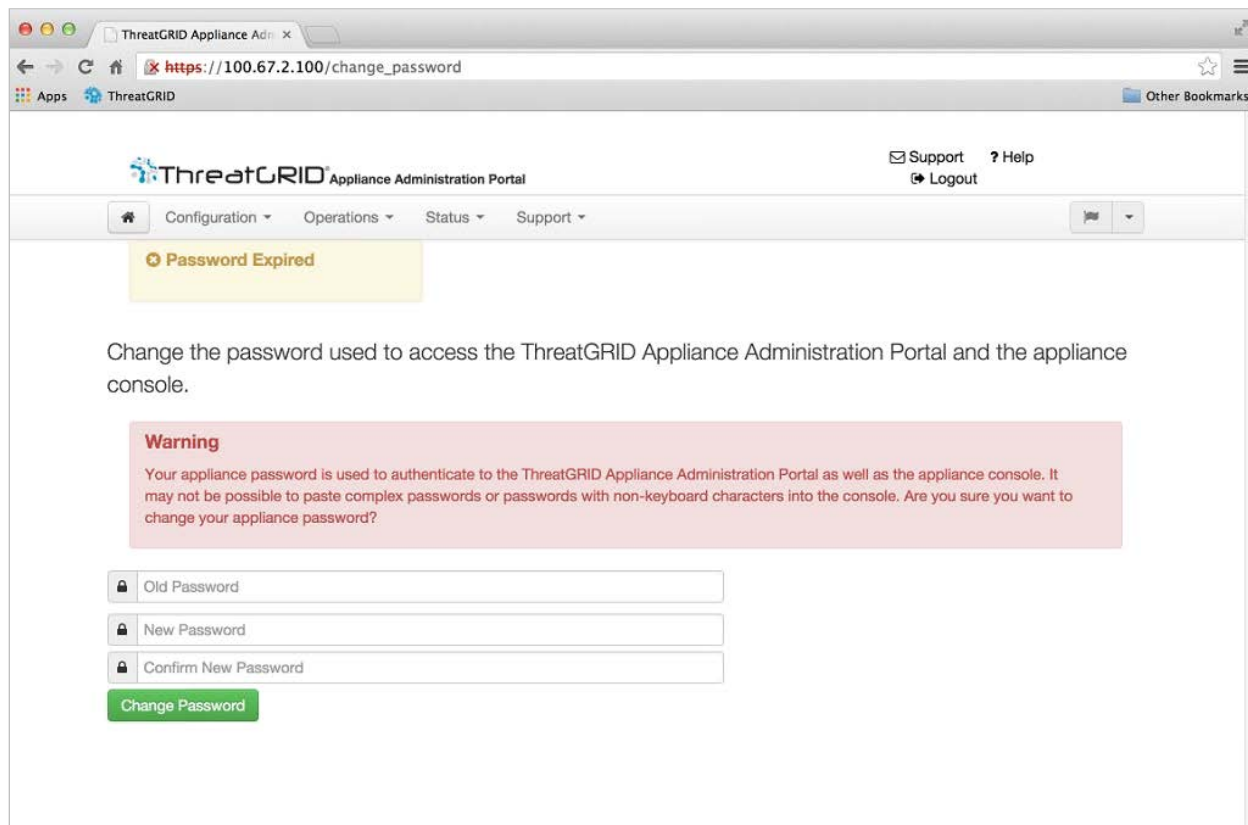 ThreatGRID Appliance Adn
https://100.67.2.100/change_password
Apps ThreatGRID Other Bookmarks
ThreatGRID Appliance Administration Portal
Support ? Help
Logout
Configuration Operations Status Support
Password Expired
Change the password used to access the ThreatGRID Appliance Administration Portal and the appliance
console.
Warning
Your appliance password is used to authenticate to the ThreatGRID Appliance Administration Portal as well as the appliance console. It
may not be possible to paste complex passwords or passwords with non-keyboard characters into the console. Are you sure you want to
change your appliance password?
Old Password
New Password
Confirm New Password
Change Password